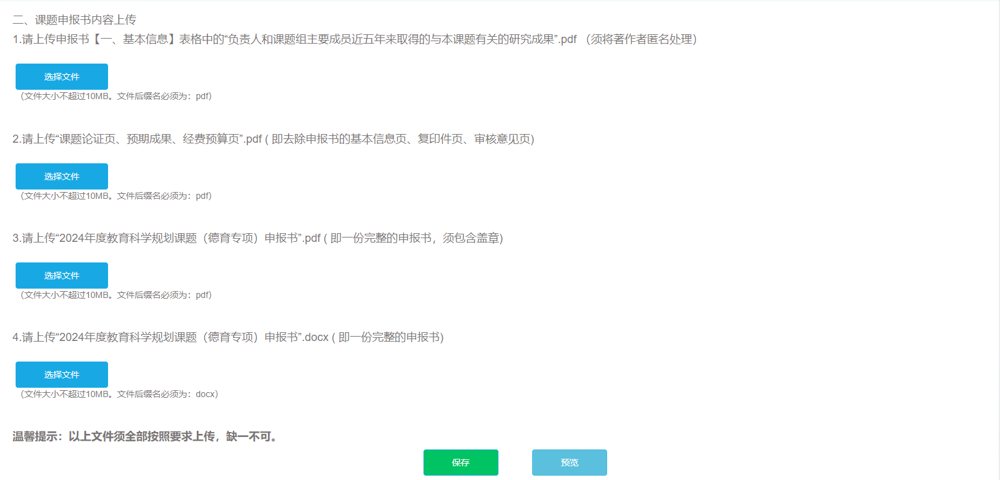 二、课题申报书内容上传
1.请上传申报书【一、基本信息】表格中的“负责人和课题组主要成员近五年来取得的与本课题有关的研究成果”.pdf （须将著作者匿名处理）
选择文件
（文件大小不超过10MB。文件后缀名必须为：pdf）
2.请上传“课题论证页、预期成果、经费预算页”.pdf ( 即去除申报书的基本信息页、复印件页、审核意见页)
选择文件
（文件大小不超过10MB。文件后缀名必须为：pdf）
3.请上传“2024年度教育科学规划课题（德育专项）申报书”.pdf ( 即一份完整的申报书，须包含盖章)
选择文件
（文件大小不超过10MB。文件后缀名必须为：pdf）
4.请上传“2024年度教育科学规划课题（德育专项）申报书”.docx ( 即一份完整的申报书)
选择文件
（文件大小不超过10MB。文件后缀名必须为：docx）
温馨提示：以上文件须全部按照要求上传，缺一不可。
保存 预览